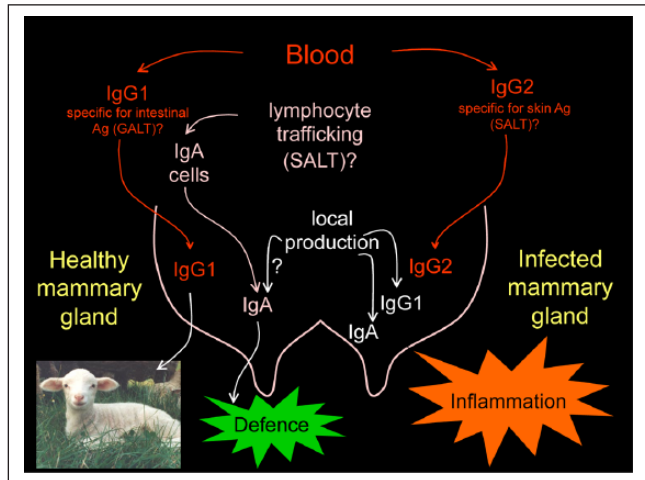 Blood
IgG1
specific for intestinal
Ag (GALT)?
IgG2
specific for skin Ag
(SALT)?
lymphocyte
trafficking
(SALT)?
IgA
cells
local
production
?
Healthy
mammary
gland
IgG1
IgA
IgG2
IgG1
IgA
Infected
mammary
gland
Defence
Inflammation